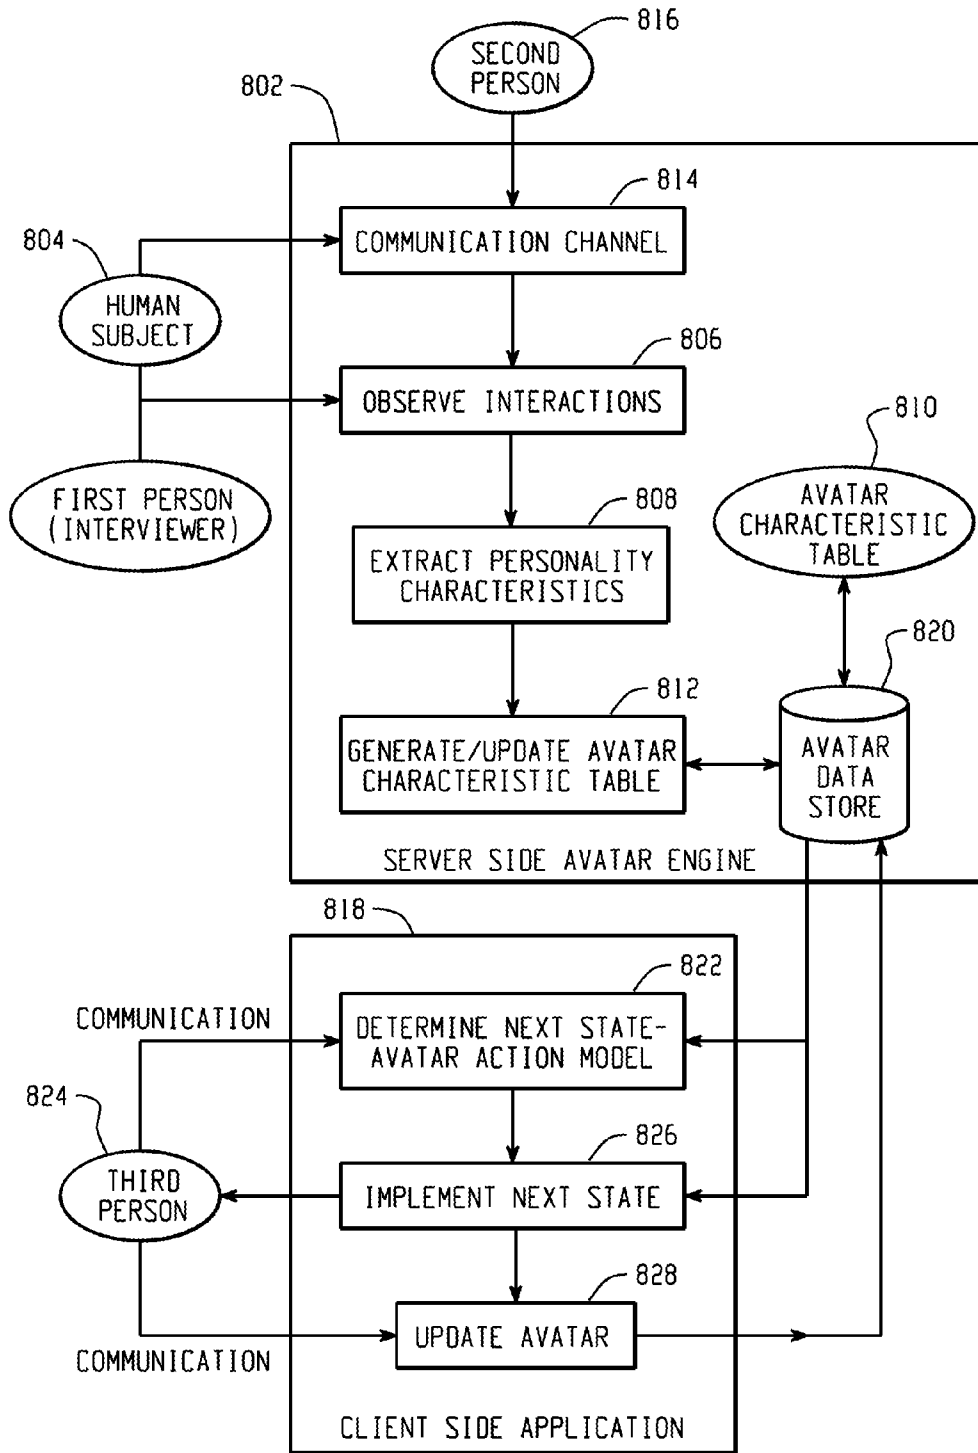 816
SECOND
PERSON
802
814
COMMUNICATION CHANNEL
804
HUMAN
SUBJECT
806
OBSERVE INTERACTIONS
810
FIRST PERSON
(INTERVIEWER)
808
AVATAR
CHARACTERISTIC
TABLE
EXTRACT PERSONALITY
CHARACTERISTICS
820
812
GENERATE/UPDATE AVATAR
CHARACTERISTIC TABLE
AVATAR
DATA
STORE
SERVER SIDE AVATAR ENGINE
818
822
COMMUNICATION
DETERMINE NEXT STATE-
AVATAR ACTION MODEL
824
826
THIRD
PERSON
IMPLEMENT NEXT STATE
828
UPDATE AVATAR
COMMUNICATION
CLIENT SIDE APPLICATION